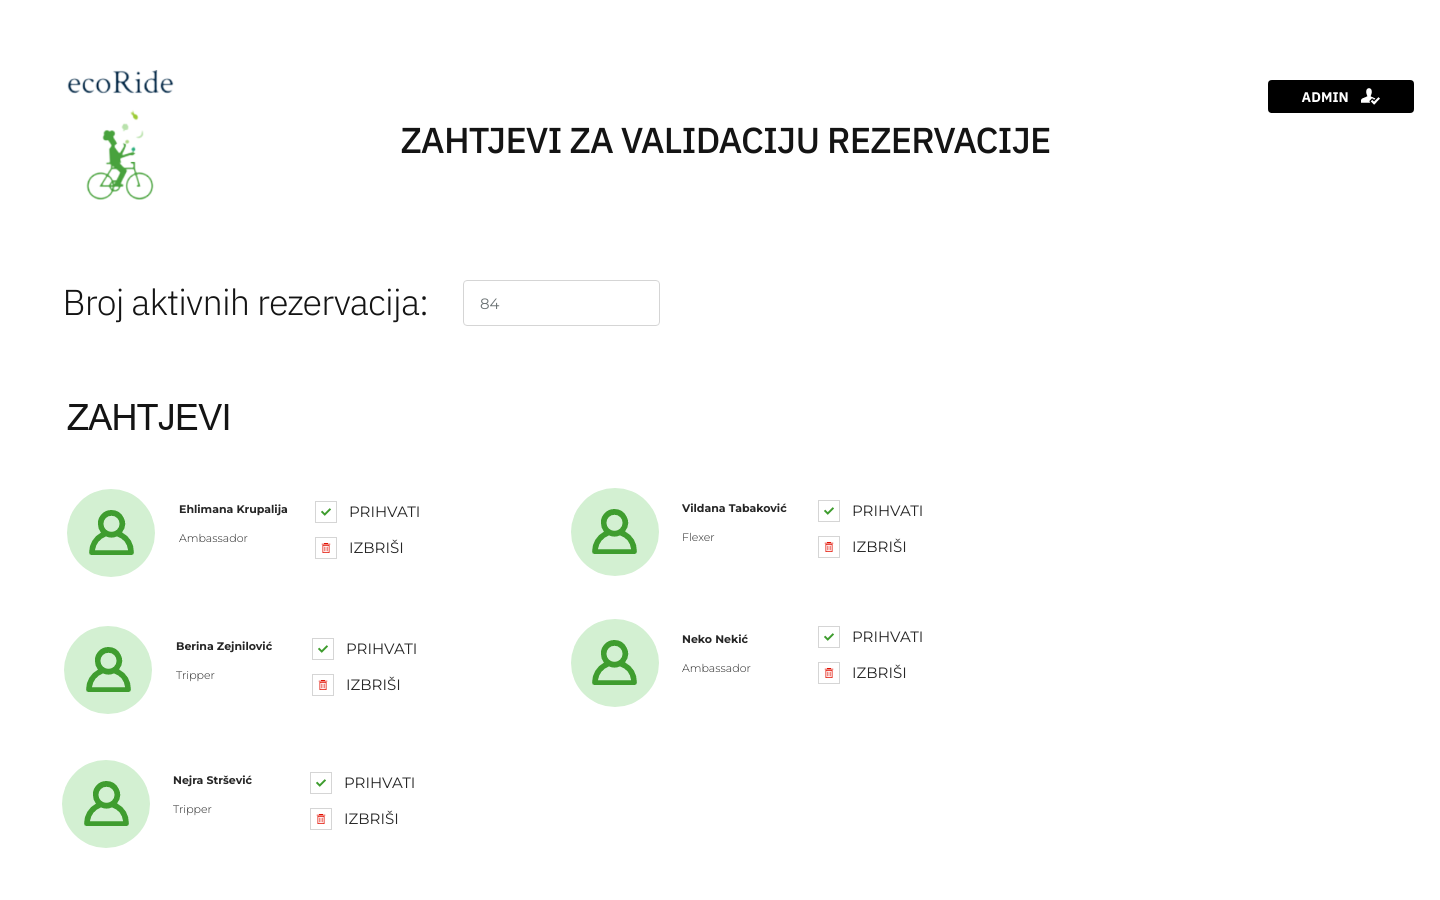 ecoRide
ADMIN
ZAHTJEVI ZA VALIDACIJU REZERVACIJE
Broj aktivnih rezervacija:
84
ZAHTJEVI
Ehlimana Krupalija
Ambassador
PRIHVATI
IZBRIŠI
Vildana Tabaković
Flexer
PRIHVATI
IZBRIŠI
Berina Zejnilović
Tripper
PRIHVATI
IZBRIŠI
Neko Nekić
Ambassador
PRIHVATI
IZBRIŠI
Nejra Stršević
Tripper
PRIHVATI
IZBRIŠI